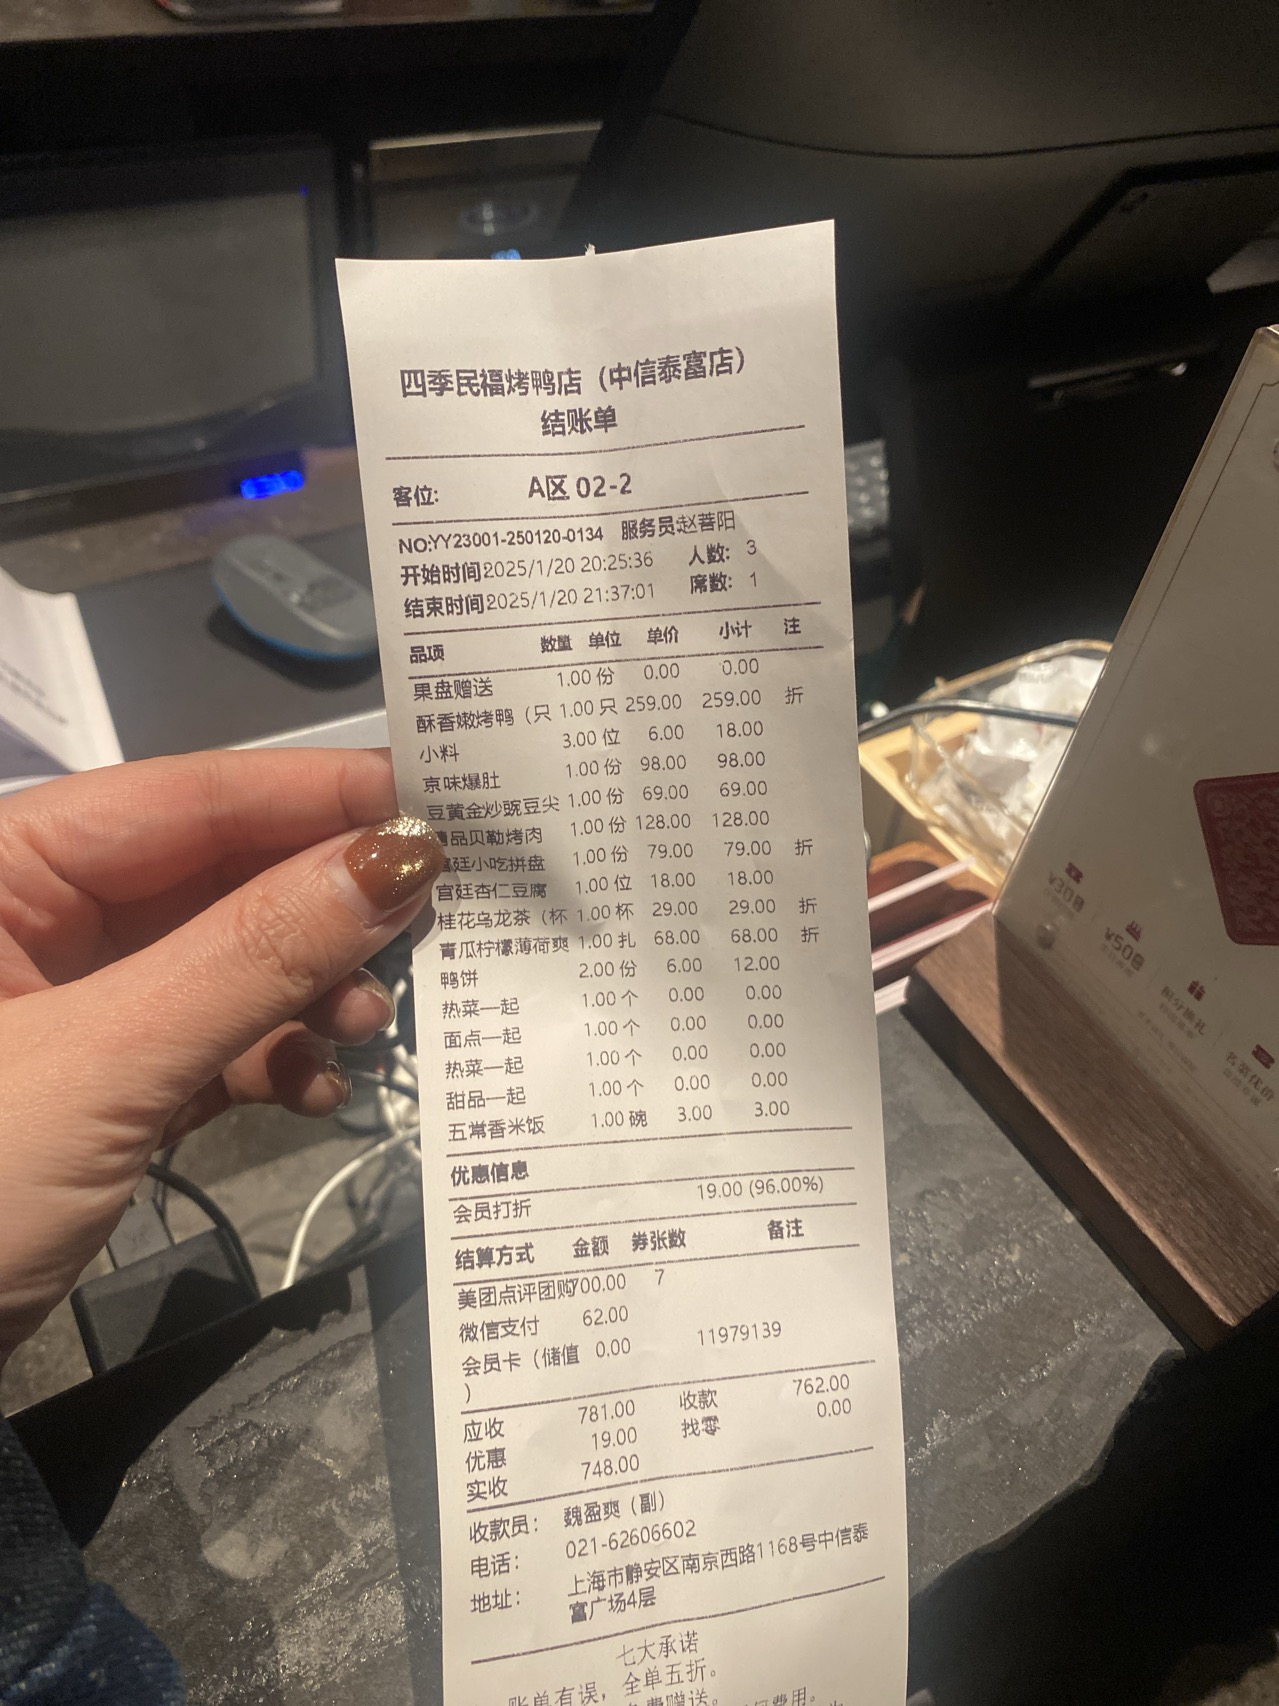 四季民福烤鸭店（中信泰富店）
结账单
客位: A区 02-2
NO:YY23001-250120-0134 服务员:赵菩阳
开始时间:2025/1/20 20:25:36 人数: 3
结束时间:2025/1/20 21:37:01 席数: 1
品项 数量 单位 单价 小计 注
果盘赠送 1.00 份 0.00 0.00
酥香嫩烤鸭（只 1.00 只 259.00 259.00 折
小料 3.00 位 6.00 18.00
京味爆肚 1.00 份 98.00 98.00
豆黄金炒豌豆尖 1.00 份 69.00 69.00
品贝勒烤肉 1.00 份 128.00 128.00
宫廷小吃拼盘 1.00 份 79.00 79.00 折
宫廷杏仁豆腐 1.00 位 18.00 18.00
桂花乌龙茶（杯 1.00 杯 29.00 29.00 折
青瓜柠檬薄荷爽 1.00 扎 68.00 68.00 折
鸭饼 2.00 份 6.00 12.00
热菜一起 1.00 个 0.00 0.00
面点一起 1.00 个 0.00 0.00
热菜一起 1.00 个 0.00 0.00
甜品一起 1.00 个 0.00 0.00
五常香米饭 1.00 碗 3.00 3.00
优惠信息
会员打折 19.00 (96.00%)
结算方式 金额 券张数 备注
美团点评团购700.00 7
微信支付 62.00
会员卡（储值 0.00 11979139
）
应收 781.00 收款 762.00
优惠 19.00 找零 0.00
实收 748.00
收款员： 魏盈爽（副）
电话： 021-62606602
地址： 上海市静安区南京西路1168号中信泰
富广场4层
七大承诺
账单有误，全单五折。
费赠送。
费用。
¥308
¥508